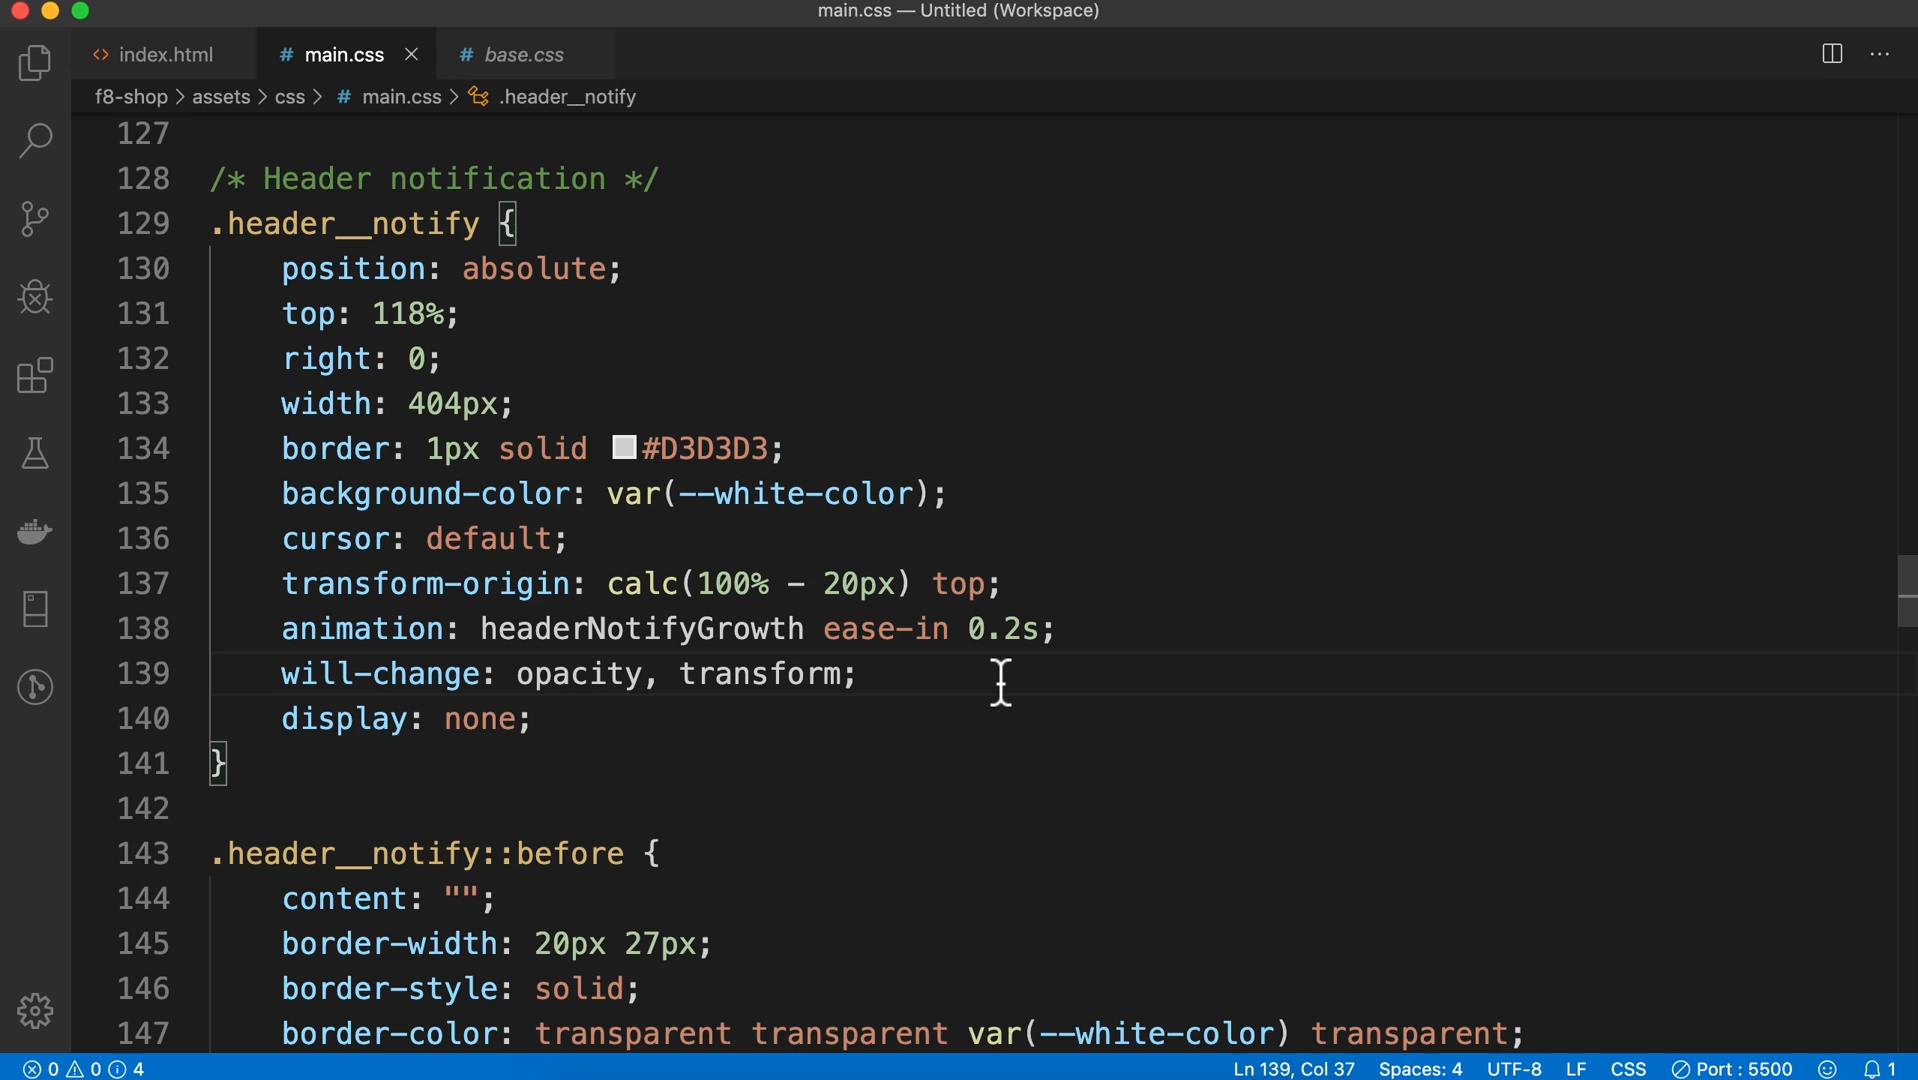 main.css — Untitled (Workspace)
<> index.html
# main.css ×
# base.css
f8-shop > assets > css > # main.css > .header__notify
127
128 /* Header notification */
129 .header__notify {
130     position: absolute;
131     top: 118%;
132     right: 0;
133     width: 404px;
134     border: 1px solid #D3D3D3;
135     background-color: var(--white-color);
136     cursor: default;
137     transform-origin: calc(100% - 20px) top;
138     animation: headerNotifyGrowth ease-in 0.2s;
139     will-change: opacity, transform;
140     display: none;
141 }
142
143 .header__notify::before {
144     content: "";
145     border-width: 20px 27px;
146     border-style: solid;
147     border-color: transparent transparent var(--white-color) transparent;
0 0 4 Ln 139, Col 37 Spaces: 4 UTF-8 LF CSS Port : 5500 1